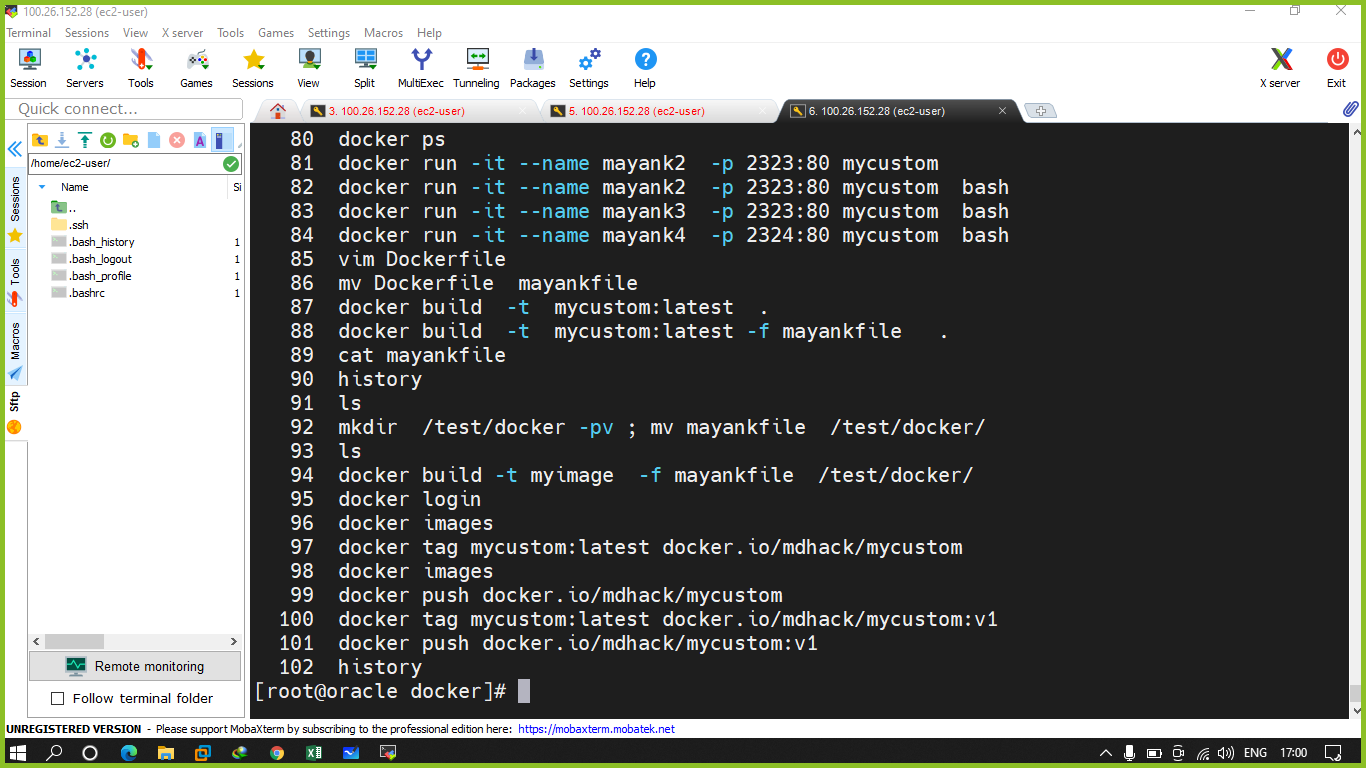 100.26.152.28 (ec2-user)
Terminal Sessions View X server Tools Games Settings Macros Help
Session Servers Tools Games Sessions View Split MultiExec Tunneling Packages Settings Help X server Exit
Quick connect...
3. 100.26.152.28 (ec2-user)
5. 100.26.152.28 (ec2-user)
6. 100.26.152.28 (ec2-user)
/home/ec2-user/
Name Si
..
.ssh
.bash_history 1
.bash_logout 1
.bash_profile 1
.bashrc 1
Sessions
Tools
Macros
Sftp
Remote monitoring
Follow terminal folder
80 docker ps
81 docker run -it --name mayank2 -p 2323:80 mycustom
82 docker run -it --name mayank2 -p 2323:80 mycustom bash
83 docker run -it --name mayank3 -p 2323:80 mycustom bash
84 docker run -it --name mayank4 -p 2324:80 mycustom bash
85 vim Dockerfile
86 mv Dockerfile mayankfile
87 docker build -t mycustom:latest .
88 docker build -t mycustom:latest -f mayankfile .
89 cat mayankfile
90 history
91 ls
92 mkdir /test/docker -pv ; mv mayankfile /test/docker/
93 ls
94 docker build -t myimage -f mayankfile /test/docker/
95 docker login
96 docker images
97 docker tag mycustom:latest docker.io/mdhack/mycustom
98 docker images
99 docker push docker.io/mdhack/mycustom
100 docker tag mycustom:latest docker.io/mdhack/mycustom:v1
101 docker push docker.io/mdhack/mycustom:v1
102 history
[root@oracle docker]#
UNREGISTERED VERSION - Please support MobaXterm by subscribing to the professional edition here: https://mobaxterm.mobatek.net
ENG 17:00